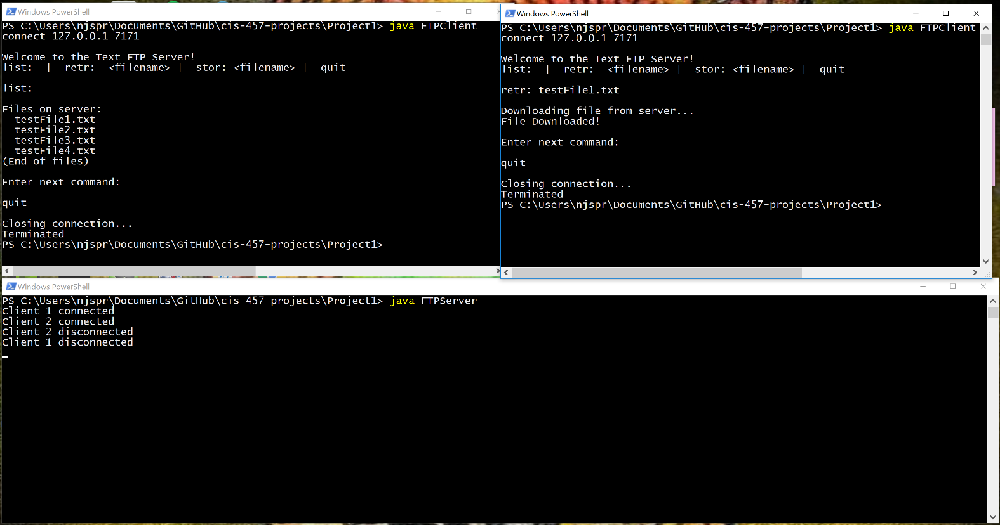 Windows PowerShell
PS C:\Users\njspr\Documents\GitHub\cis-457-projects\Project1> java FTPClient
connect 127.0.0.1 7171
Welcome to the Text FTP Server!
list:  |  retr:  <filename> |  stor: <filename> |  quit
list:
Files on server:
testFile1.txt
testFile2.txt
testFile3.txt
testFile4.txt
(End of files)
Enter next command:
quit
Closing connection...
Terminated
PS C:\Users\njspr\Documents\GitHub\cis-457-projects\Project1>
Windows PowerShell
PS C:\Users\njspr\Documents\GitHub\cis-457-projects\Project1> java FTPClient
connect 127.0.0.1 7171
Welcome to the Text FTP Server!
list:  |  retr:  <filename> |  stor: <filename> |  quit
retr: testFile1.txt
Downloading file from server...
File Downloaded!
Enter next command:
quit
Closing connection...
Terminated
PS C:\Users\njspr\Documents\GitHub\cis-457-projects\Project1>
Windows PowerShell
PS C:\Users\njspr\Documents\GitHub\cis-457-projects\Project1> java FTPServer
Client 1 connected
Client 2 connected
Client 2 disconnected
Client 1 disconnected